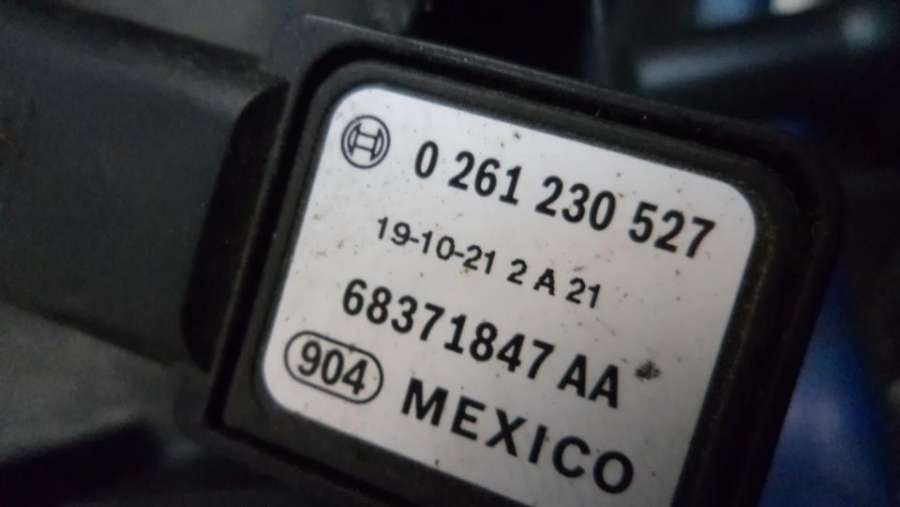 0 261 230 527
19-10-21 2 A 21
68371847 AA
904 MEXICO